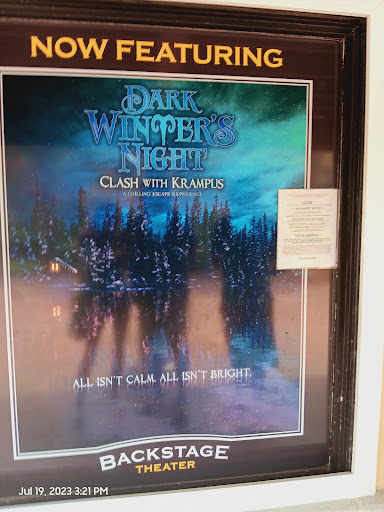 NOW FEATURING
DARK
WINTER'S
NIGHT
CLASH WITH KRAMPUS
A CHILLING ESCAPE EXPERIENCE
ALL ISN'T CALM. ALL ISN'T BRIGHT.
BACKSTAGE
THEATER
Jul 19, 2023 3:21 PM